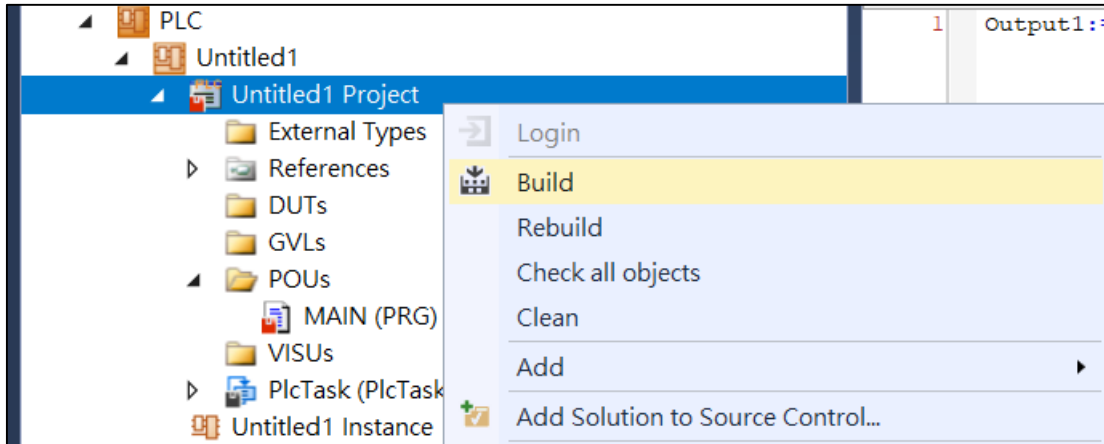 PLC
Untitled1
Untitled1 Project
External Types
References
DUTs
GVLs
POUs
MAIN (PRG)
VISUs
PlcTask (PlcTask
Untitled1 Instance
Login
Build
Rebuild
Check all objects
Clean
Add
Add Solution to Source Control...
1 Output1:=